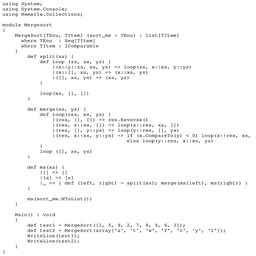 using System;
using System.Console;
using Nemerle.Collections;

module Mergesort
{
    MergeSort[TEnu, TItem] (sort_me : TEnu) : list[TItem]
      where TEnu  : Seq[TItem]
      where TItem : IComparable
    {
        def split(xs) {
            def loop (zs, xs, ys) {
                |(x::y::zs, xs, ys) => loop(zs, x::xs, y::ys)
                |(x::[], xs, ys) => (x::xs, ys)
                |([], xs, ys) => (xs, ys)
            }

            loop(xs, [], [])
        }

        def merge(xs, ys) {
            def loop(res, xs, ys) {
                |(res, [], []) => res.Reverse()
                |(res, x::xs, []) => loop(x::res, xs, [])
                |(res, [], y::ys) => loop(y::res, [], ys)
                |(res, x::xs, y::ys) => if (x.CompareTo(y) < 0) loop(x::res, xs,
                                        else loop(y::res, x::xs, ys)
            }
            loop ([], xs, ys)
        }

        def ms(xs) {
            |[] => []
            |[x] => [x]
            |_ => { def (left, right) = split(xs); merge(ms(left), ms(right)) }
        }

        ms(sort_me.NToList())
    }

    Main() : void
    {
        def test1 = MergeSort([1, 5, 9, 2, 7, 8, 4, 6, 3]);
        def test2 = MergeSort(array['a', 't', 'w', 'f', 'c', 'y', 'l']);
        WriteLine(test1);
        WriteLine(test2);
    }
}